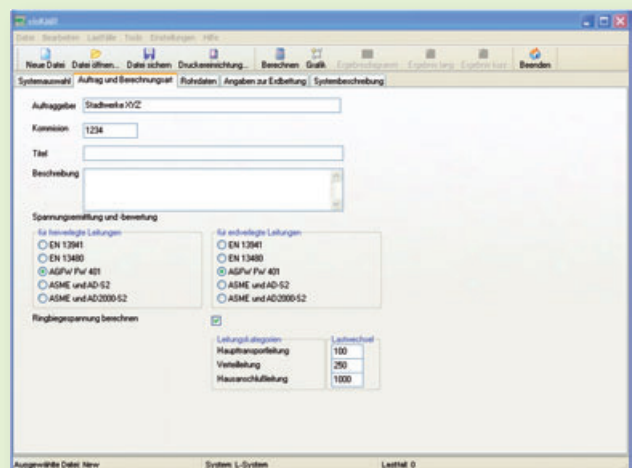 sisKMR
Datei Bearbeiten Lastfälle Tools Einstellungen Hilfe
Neue Datei Datei öffnen... Datei sichern Druckereinrichtung... Berechnen Grafik Ergebnisdiagramm Ergebnis lang Ergebnis kurz Beenden
Systemauswahl Auftrag und Berechnungsart Rohrdaten Angaben zur Erdbettung Systembeschreibung
Auftraggeber Stadtwerke XYZ
Kommision 1234
Titel
Beschreibung
Spannungsermittlung und -bewertung
für freiverlegte Leitungen für erdverlegte Leitungen
EN 13941 EN 13941
EN 13480 EN 13480
AGFW FW 401 AGFW FW 401
ASME und AD-S2 ASME und AD-S2
ASME und AD2000-S2 ASME und AD2000-S2
Ringbiegespannung berechnen
Leitungskategorien Lastwechsel
Haupttransportleitung 100
Verteilleitung 250
Hausanschlußleitung 1000
Ausgewählte Datei: New System: L-System Lastfall: 0